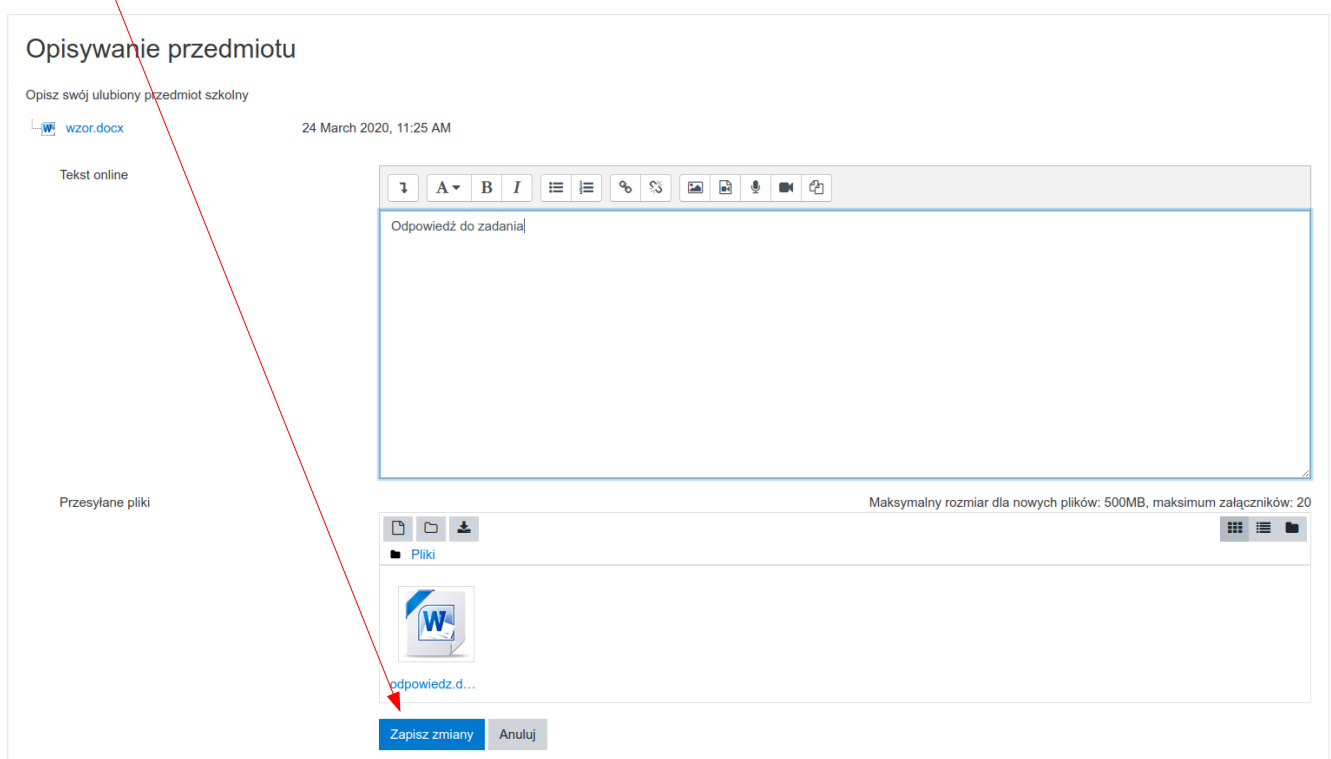 Opisywanie przedmiotu
Opisz swój ulubiony przedmiot szkolny
wzor.docx 24 March 2020, 11:25 AM
Tekst online
A B I
Odpowiedź do zadania
Przesyłane pliki Maksymalny rozmiar dla nowych plików: 500MB, maksimum załączników: 20
Pliki
odpowiedz.d...
Zapisz zmiany Anuluj